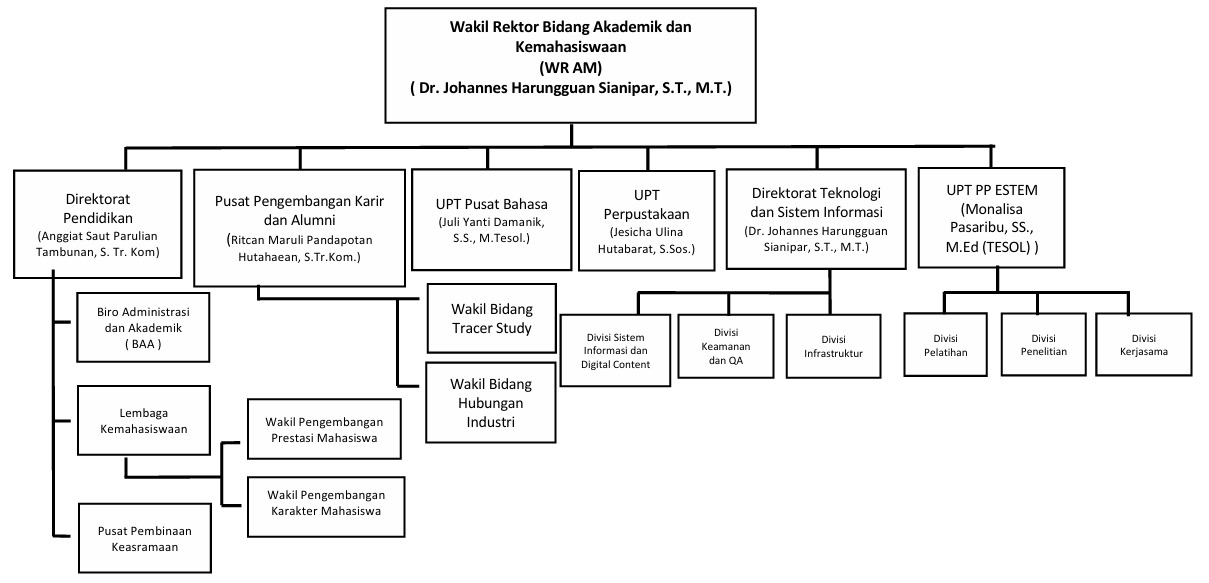 Wakil Rektor Bidang Akademik dan
Kemahasiswaan
(WR AM)
( Dr. Johannes Harungguan Sianipar, S.T., M.T.)
Direktorat
Pendidikan
(Anggiat Saut Parulian
Tambunan, S. Tr. Kom)
Pusat Pengembangan Karir
dan Alumni
(Ritcan Maruli Pandapotan
Hutahaean, S.Tr.Kom.)
UPT Pusat Bahasa
(Juli Yanti Damanik,
S.S., M.Tesol.)
UPT
Perpustakaan
(Jesicha Ulina
Hutabarat, S.Sos.)
Direktorat Teknologi
dan Sistem Informasi
(Dr. Johannes Harungguan
Sianipar, S.T., M.T.)
UPT PP ESTEM
(Monalisa
Pasaribu, SS.,
M.Ed (TESOL) )
Biro Administrasi
dan Akademik
( BAA )
Lembaga
Kemahasiswaan
Pusat Pembinaan
Keasramaan
Wakil Pengembangan
Prestasi Mahasiswa
Wakil Pengembangan
Karakter Mahasiswa
Wakil Bidang
Tracer Study
Wakil Bidang
Hubungan
Industri
Divisi Sistem
Informasi dan
Digital Content
Divisi
Keamanan
dan QA
Divisi
Infrastruktur
Divisi
Pelatihan
Divisi
Penelitian
Divisi
Kerjasama